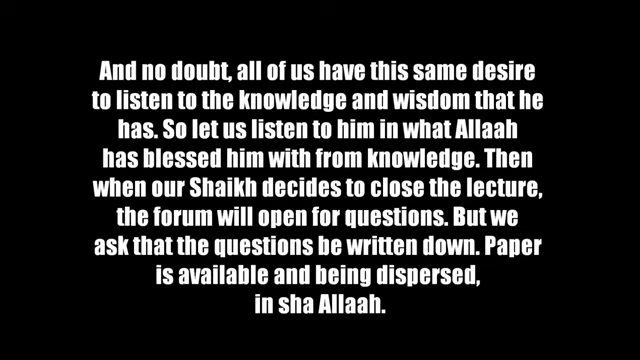 And no doubt, all of us have this same desire
to listen to the knowledge and wisdom that he
has. So let us listen to him in what Allaah
has blessed him with from knowledge. Then
when our Shaikh decides to close the lecture,
the forum will open for questions. But we
ask that the questions be written down. Paper
is available and being dispersed,
in sha Allaah.